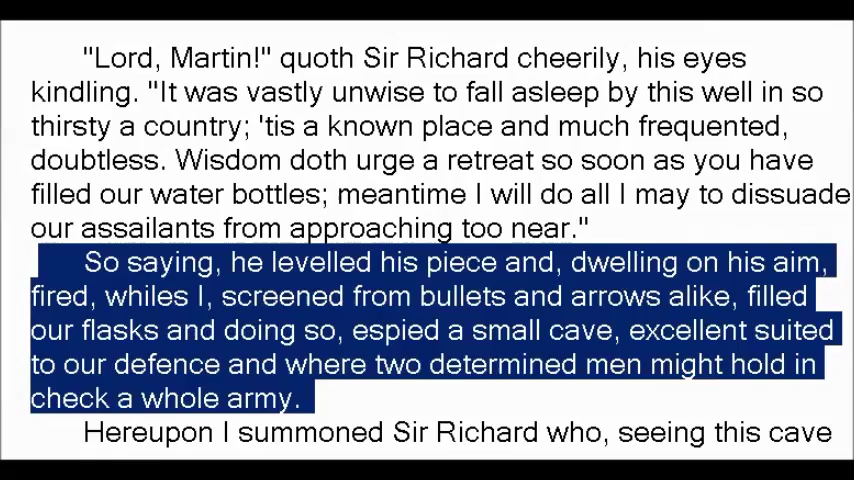 "Lord, Martin!" quoth Sir Richard cheerily, his eyes
kindling. "It was vastly unwise to fall asleep by this well in so
thirsty a country; 'tis a known place and much frequented,
doubtless. Wisdom doth urge a retreat so soon as you have
filled our water bottles; meantime I will do all I may to dissuade
our assailants from approaching too near."
So saying, he levelled his piece and, dwelling on his aim,
fired, whiles I, screened from bullets and arrows alike, filled
our flasks and doing so, espied a small cave, excellent suited
to our defence and where two determined men might hold in
check a whole army.
Hereupon I summoned Sir Richard who, seeing this cave